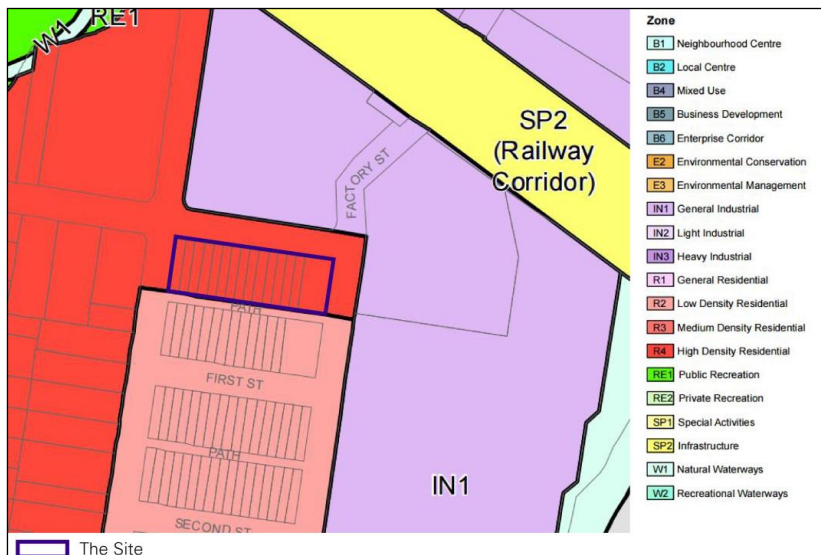 RE1
W1
SP2
(Railway
Corridor)
FACTORY ST
PATH
FIRST ST
PATH
IN1
SECOND ST
Zone
B1 Neighbourhood Centre
B2 Local Centre
B4 Mixed Use
B5 Business Development
B6 Enterprise Corridor
E2 Environmental Conservation
E3 Environmental Management
IN1 General Industrial
IN2 Light Industrial
IN3 Heavy Industrial
R1 General Residential
R2 Low Density Residential
R3 Medium Density Residential
R4 High Density Residential
RE1 Public Recreation
RE2 Private Recreation
SP1 Special Activities
SP2 Infrastructure
W1 Natural Waterways
W2 Recreational Waterways
The Site